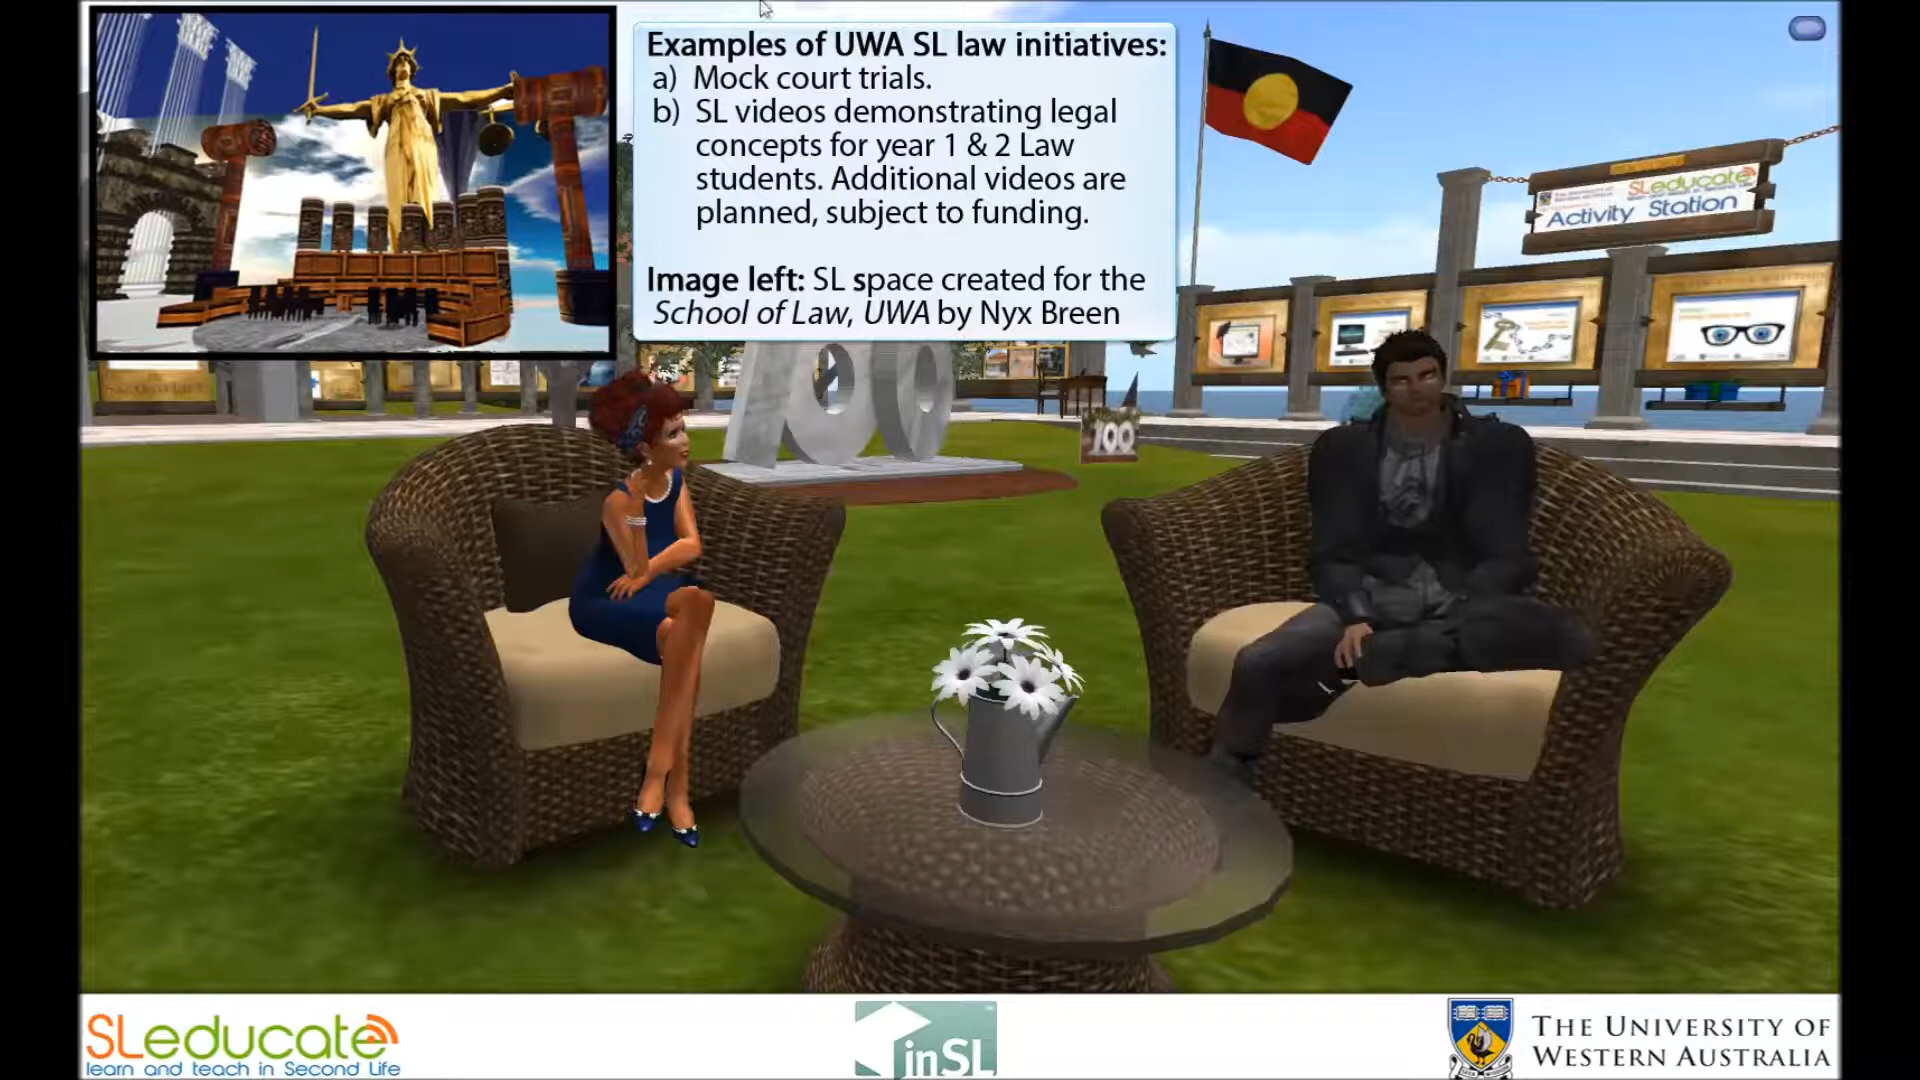 Examples of UWA SL law initiatives:
a) Mock court trials.
b) SL videos demonstrating legal
concepts for year 1 & 2 Law
students. Additional videos are
planned, subject to funding.
Image left: SL space created for the
School of Law, UWA by Nyx Breen
SLeducate
Activity Station
100
100
SLeducate
learn and teach in Second Life
inSL
THE UNIVERSITY OF
WESTERN AUSTRALIA